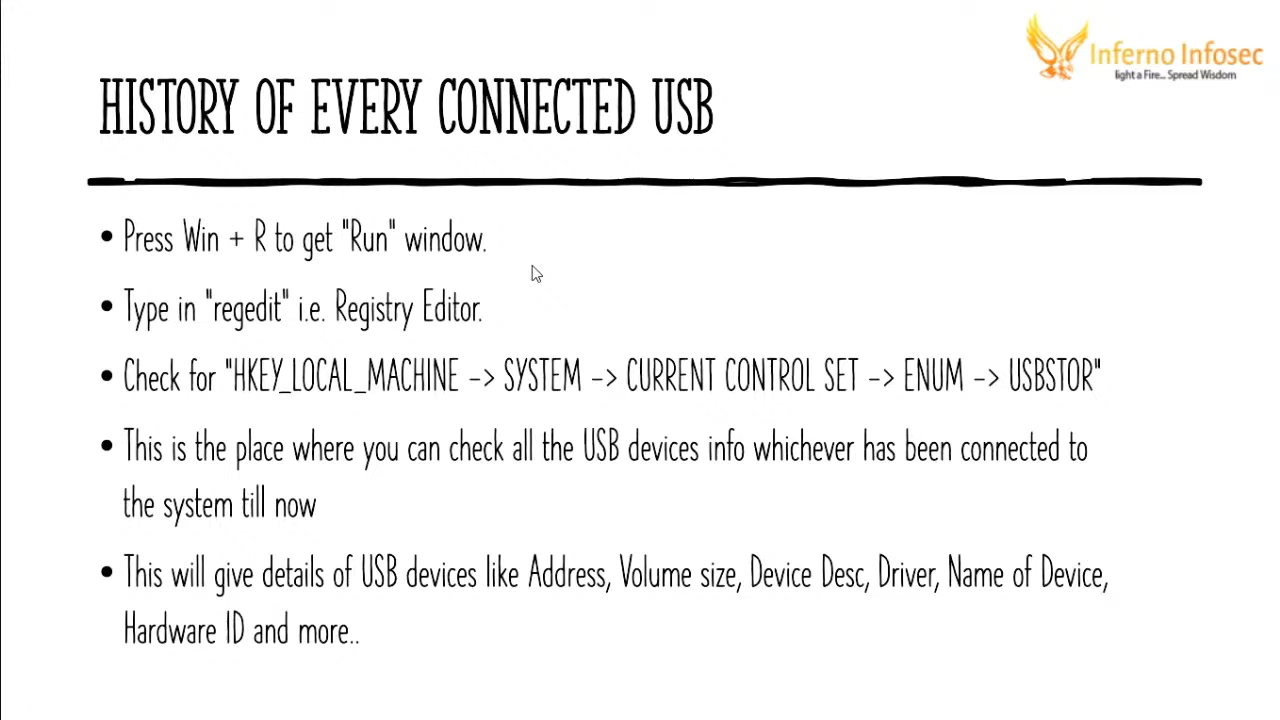 Inferno Infosec
light a Fire... Spread Wisdom
HISTORY OF EVERY CONNECTED USB
• Press Win + R to get "Run" window.
• Type in "regedit" i.e. Registry Editor.
• Check for "HKEY_LOCAL_MACHINE -> SYSTEM -> CURRENT CONTROL SET -> ENUM -> USBSTOR"
• This is the place where you can check all the USB devices info whichever has been connected to
the system till now
• This will give details of USB devices like Address, Volume size, Device Desc, Driver, Name of Device,
Hardware ID and more..